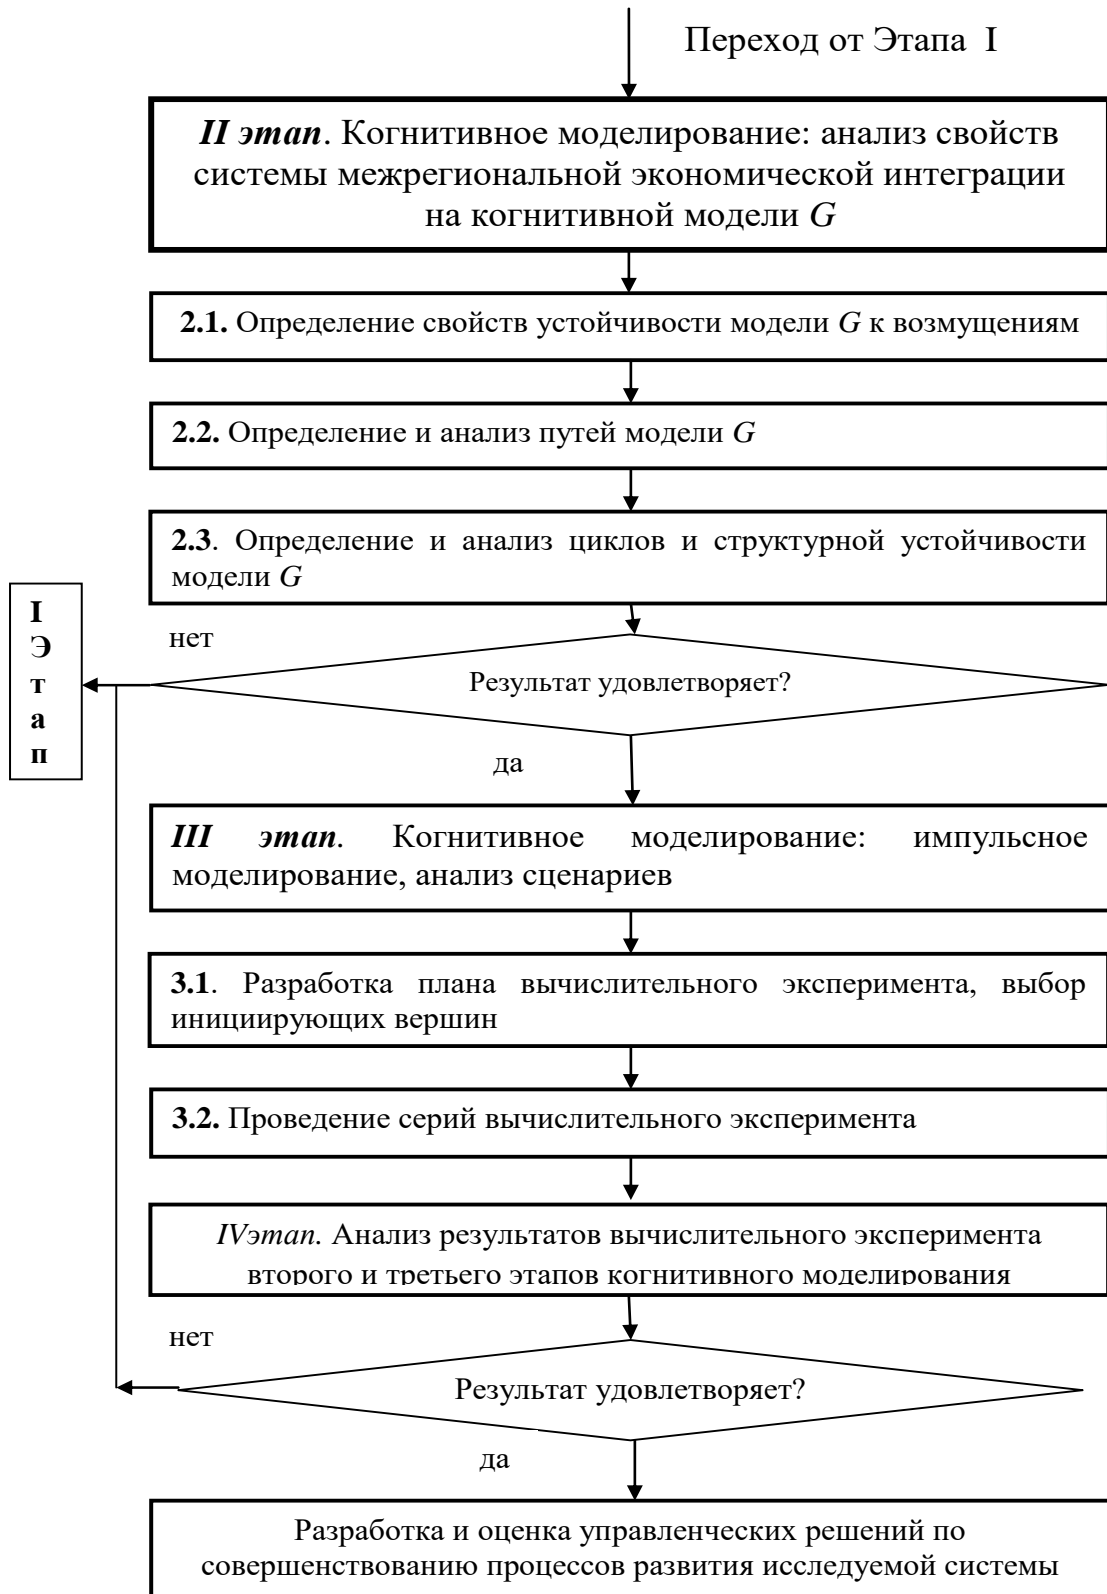 Переход от Этапа I
II этап. Когнитивное моделирование: анализ свойств
системы межрегиональной экономической интеграции
на когнитивной модели G
2.1. Определение свойств устойчивости модели G к возмущениям
2.2. Определение и анализ путей модели G
2.3. Определение и анализ циклов и структурной устойчивости
модели G
I
Э
т
а
п
нет
Результат удовлетворяет?
да
III этап. Когнитивное моделирование: импульсное
моделирование, анализ сценариев
3.1. Разработка плана вычислительного эксперимента, выбор
инициирующих вершин
3.2. Проведение серий вычислительного эксперимента
IVэтап. Анализ результатов вычислительного эксперимента
второго и третьего этапов когнитивного моделирования
нет
Результат удовлетворяет?
да
Разработка и оценка управленческих решений по
совершенствованию процессов развития исследуемой системы